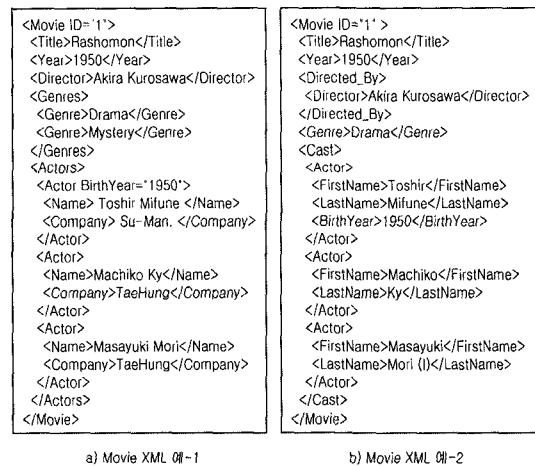 <Movie ID="1">
<Title>Rashomon</Title>
<Year>1950</Year>
<Director>Akira Kurosawa</Director>
<Genres>
<Genre>Drama</Genre>
<Genre>Mystery</Genre>
</Genres>
<Actors>
<Actor BirthYear="1950">
<Name> Toshir Mifune </Name>
<Company> Su-Man. </Company>
</Actor>
<Actor>
<Name>Machiko Ky</Name>
<Company>TaeHung</Company>
</Actor>
<Actor>
<Name>Masayuki Mori</Name>
<Company>TaeHung</Company>
</Actor>
</Actors>
</Movie>
a) Movie XML 예-1
<Movie ID="1" >
<Title>Rashomon</Title>
<Year>1950</Year>
<Directed_By>
<Director>Akira Kurosawa</Director>
</Directed_By>
<Genre>Drama</Genre>
<Cast>
<Actor>
<FirstName>Toshir</FirstName>
<LastName>Mifune</LastName>
<BirthYear>1950</BirthYear>
</Actor>
<Actor>
<FirstName>Machiko</FirstName>
<LastName>Ky</LastName>
</Actor>
<Actor>
<FirstName>Masayuki</FirstName>
<LastName>Mori (I)</LastName>
</Actor>
</Cast>
</Movie>
b) Movie XML 예-2